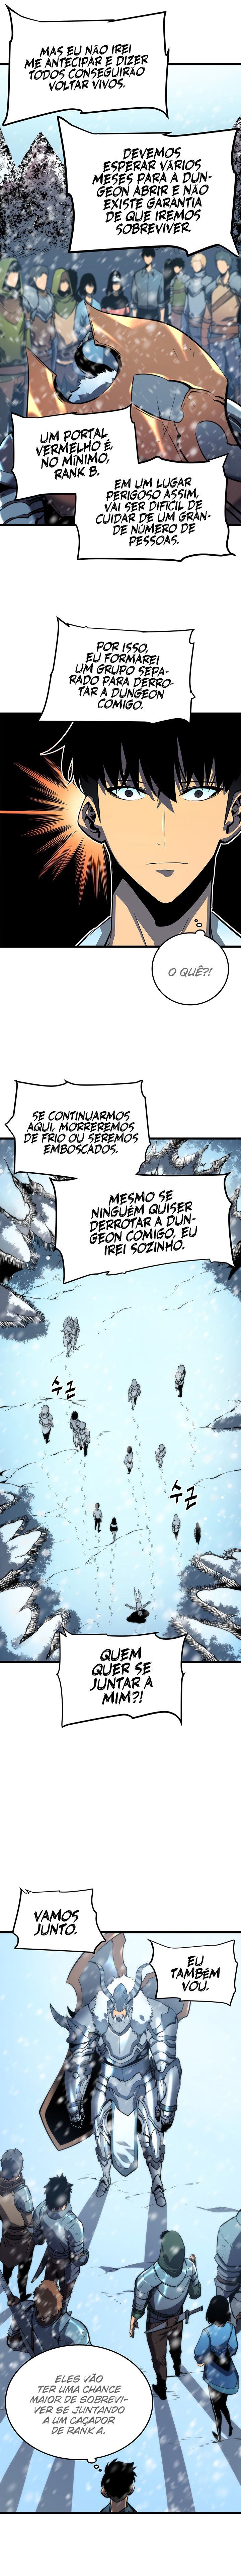 MAS EU NÃO IREI
ME ANTECIPAR E DIZER
TODOS CONSEGUIRÃO
VOLTAR VIVOS.
DEVEMOS
ESPERAR VÁRIOS
MESES PARA A DUN-
GEON ABRIR E NÃO
EXISTE GARANTIA
DE QUE IREMOS
SOBREVIVER.
UM PORTAL
VERMELHO É,
NO MÍNIMO,
RANK B.
EM UM LUGAR
PERIGOSO ASSIM,
VAI SER DIFÍCIL DE
CUIDAR DE UM GRAN-
DE NÚMERO DE
PESSOAS.
POR ISSO,
EU FORMAREI
UM GRUPO SEPA-
RADO PARA DERRO-
TAR A DUNGEON
COMIGO.
O QUÊ?!
SE CONTINUARMOS
AQUI, MORREREMOS
DE FRIO OU SEREMOS
EMBOSCADOS.
MESMO SE
NINGUÉM QUISER
DERROTAR A DUN-
GEON COMIGO, EU
IREI SOZINHO.
수군
수군
QUEM
QUER SE
JUNTAR A
MIM?!
VAMOS
JUNTO.
EU
TAMBÉM
VOU.
ELES VÃO
TER UMA CHANCE
MAIOR DE SOBREVI-
VER SE JUNTANDO
A UM CAÇADOR
DE RANK A.